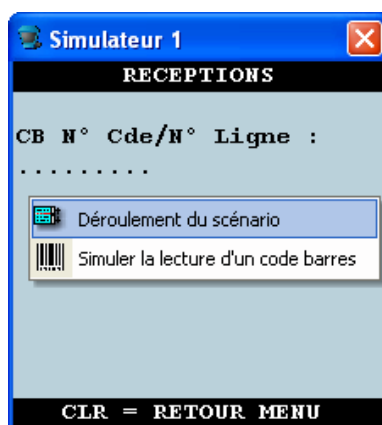 Simulateur 1
RECEPTIONS
CB N° Cde/N° Ligne :
.........
Déroulement du scénario
Simuler la lecture d'un code barres
CLR = RETOUR MENU